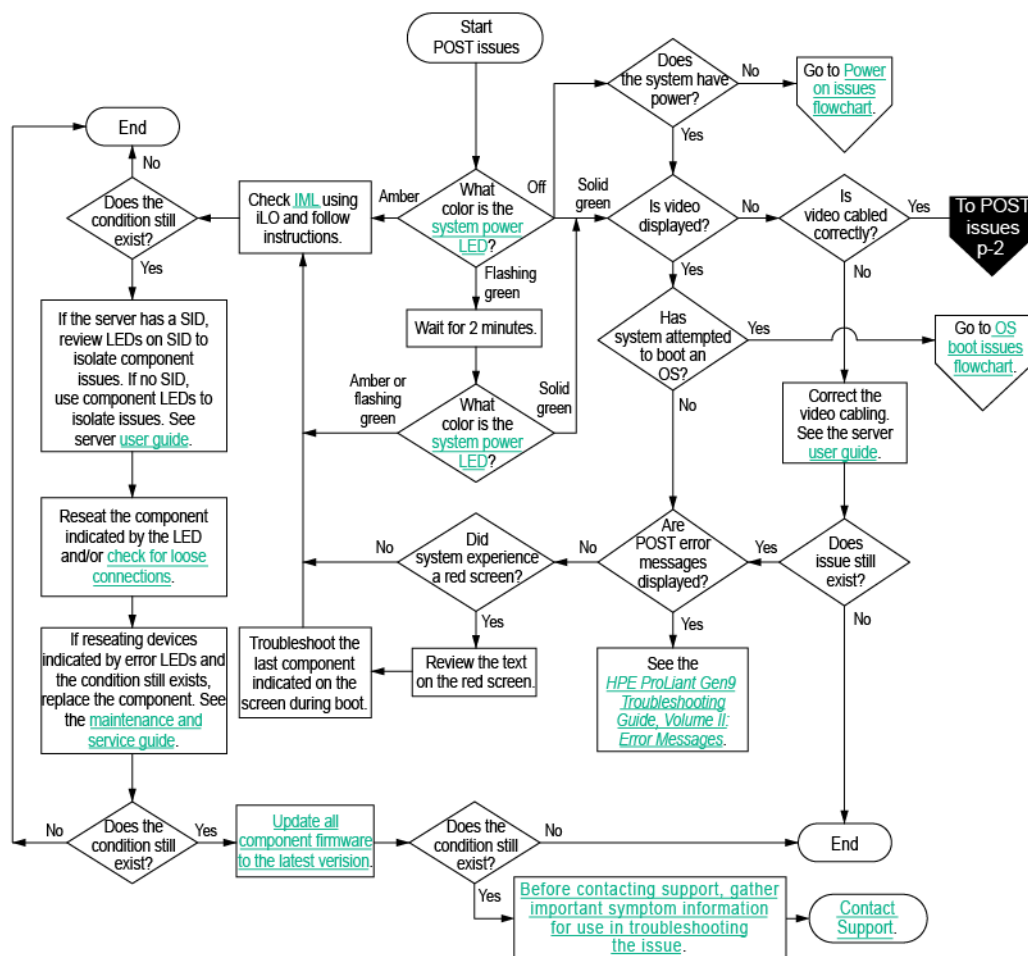 Start
POST issues
Does
the system have
power?
No
Go to Power
on issues
flowchart.
Yes
End
No
Does the
condition still
exist?
Yes
Check IML using
iLO and follow
instructions.
Amber
What
color is the
system power
LED?
Off
Solid
green
Is video
displayed?
No
Is
video cabled
correctly?
Yes
To POST
issues
p-2
Flashing
green
Yes
No
If the server has a SID,
review LEDs on SID to
isolate component
issues. If no SID,
use component LEDs to
isolate issues. See
server user guide.
Wait for 2 minutes.
Has
system attempted
to boot an
OS?
Yes
Go to OS
boot issues
flowchart.
No
Amber or
flashing
green
What
color is the
system power
LED?
Solid
green
Correct the
video cabling.
See the server
user guide.
Reseat the component
indicated by the LED
and/or check for loose
connections.
No
Did
system experience
a red screen?
No
Are
POST error
messages
displayed?
Yes
Does
issue still
exist?
Yes
Yes
No
If reseating devices
indicated by error LEDs and
the condition still exists,
replace the component. See
the maintenance and
service guide.
Troubleshoot the
last component
indicated on the
screen during boot.
Review the text
on the red screen.
See the
HPE ProLiant Gen9
Troubleshooting
Guide, Volume II:
Error Messages.
No
Does the
condition still
exist?
Yes
Update all
component firmware
to the latest verision.
Does the
condition still
exist?
No
End
Yes
Before contacting support, gather
important symptom information
for use in troubleshooting
the issue.
Contact
Support.